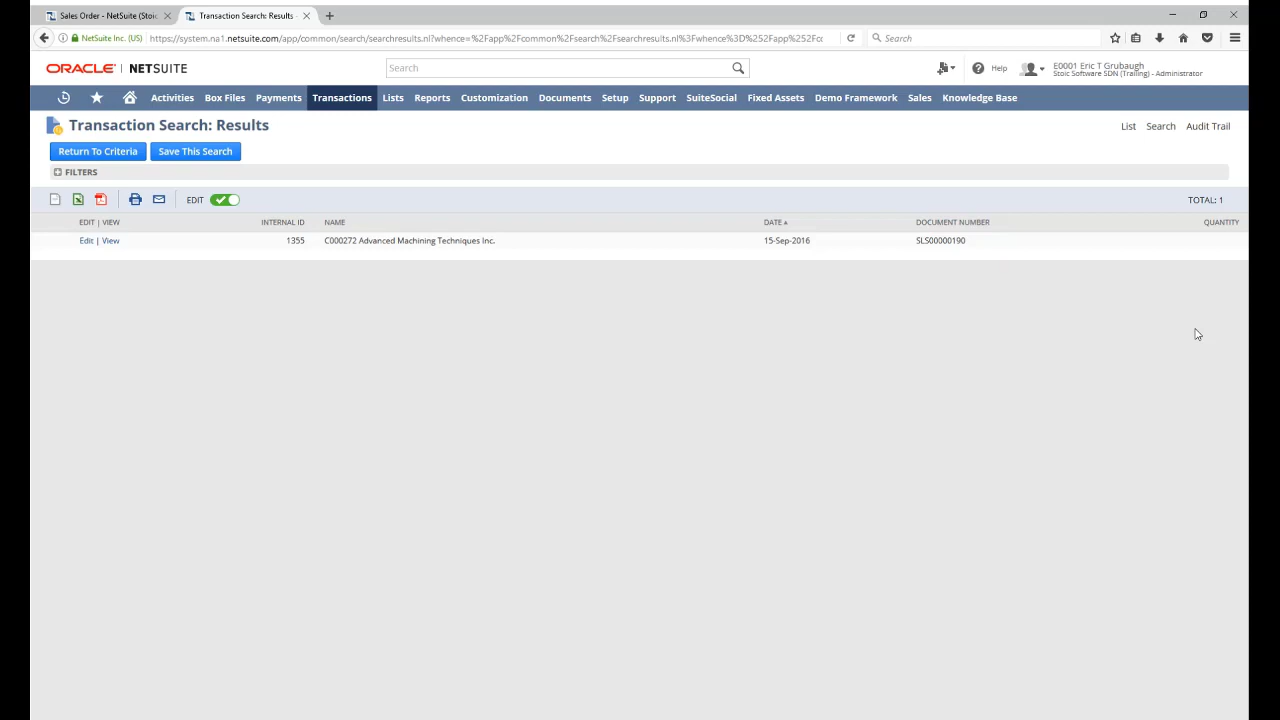 Sales Order - NetSuite (Stoic
Transaction Search: Results -
NetSuite Inc. (US)
https://system.na1.netsuite.com/app/common/search/searchresults.nl?whence=%2Fapp%2Fcommon%2Fsearch%2Fsearchresults.nl%3Fwhence%3D%252Fapp%252Fcc
Search
ORACLE | NETSUITE
Search
Help
E0001 Eric T Grubaugh
Stoic Software SDN (Trailing) - Administrator
Activities Box Files Payments Transactions Lists Reports Customization Documents Setup Support SuiteSocial Fixed Assets Demo Framework Sales Knowledge Base
Transaction Search: Results
List Search Audit Trail
Return To Criteria Save This Search
FILTERS
EDIT
TOTAL: 1
EDIT | VIEW INTERNAL ID NAME DATE DOCUMENT NUMBER QUANTITY
Edit | View 1355 C000272 Advanced Machining Techniques Inc. 15-Sep-2016 SLS00000190